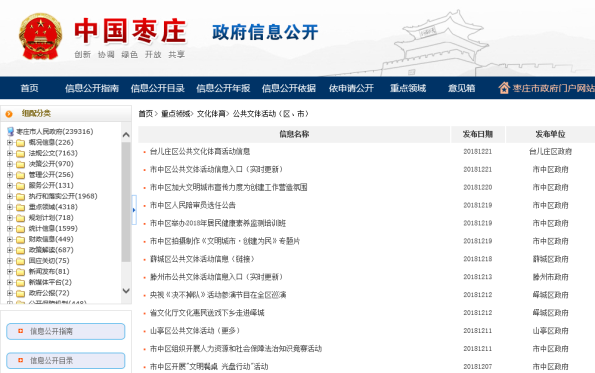 中国枣庄 政府信息公开
创新 协调 绿色 开放 共享
首页 信息公开指南 信息公开目录 信息公开年报 信息公开依据 依申请公开 重点领域 意见箱 枣庄市政府门户网站
细览分类
枣庄市人民政府(239316)
概况信息(226)
法规公文(7163)
决策公开(970)
管理公开(256)
服务公开(131)
执行和落实公开(1968)
重点领域(4318)
规划计划(718)
统计信息(1599)
财政信息(449)
政策解读(687)
回应关切(75)
新闻发布(81)
新媒体平台(2)
政府公报(72)
公开保障机制(448)
信息公开指南
信息公开目录
首页> 重点领域> 文化体育> 公共文体活动(区、市)
信息名称 发布日期 发布单位
台儿庄区公共文化体育活动信息 20181221 台儿庄区政府
市中区公共文体活动信息入口(实时更新) 20181221 市中区政府
市中区加大文明城市宣传力度为创建工作营造氛围 20181220 市中区政府
市中区人民陪审员选任公告 20181219 市中区政府
市中区举办2018年居民健康素养监测培训班 20181219 市中区政府
市中区拍摄制作《文明城市·创建为民》专题片 20181219 市中区政府
薛城区公共文体活动信息(链接) 20181218 薛城区政府
滕州市公共文体活动信息入口(实时更新) 20181213 滕州市政府
央视《决不掉队》活动参演节目在全区巡演 20181212 峄城区政府
省文化厅文化惠民送戏下乡走进峄城 20181212 峄城区政府
山亭区公共文体活动(更多) 20181211 山亭区政府
市中区组织开展人力资源和社会保障法治知识竞赛活动 20181211 市中区政府
市中区开展"文明餐桌 光盘行动"活动 20181207 市中区政府